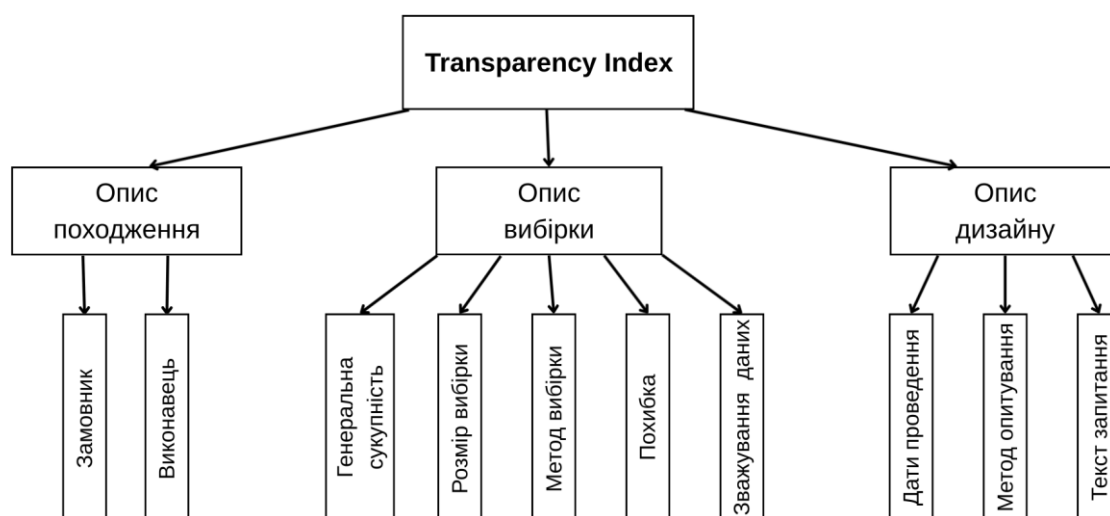 Transparency Index
Опис
походження
Опис
вибірки
Опис
дизайну
Замовник
Виконавець
Генеральна
сукупність
Розмір вибірки
Метод вибірки
Похибка
Зважування даних
Дати проведення
Метод опитування
Текст запитання